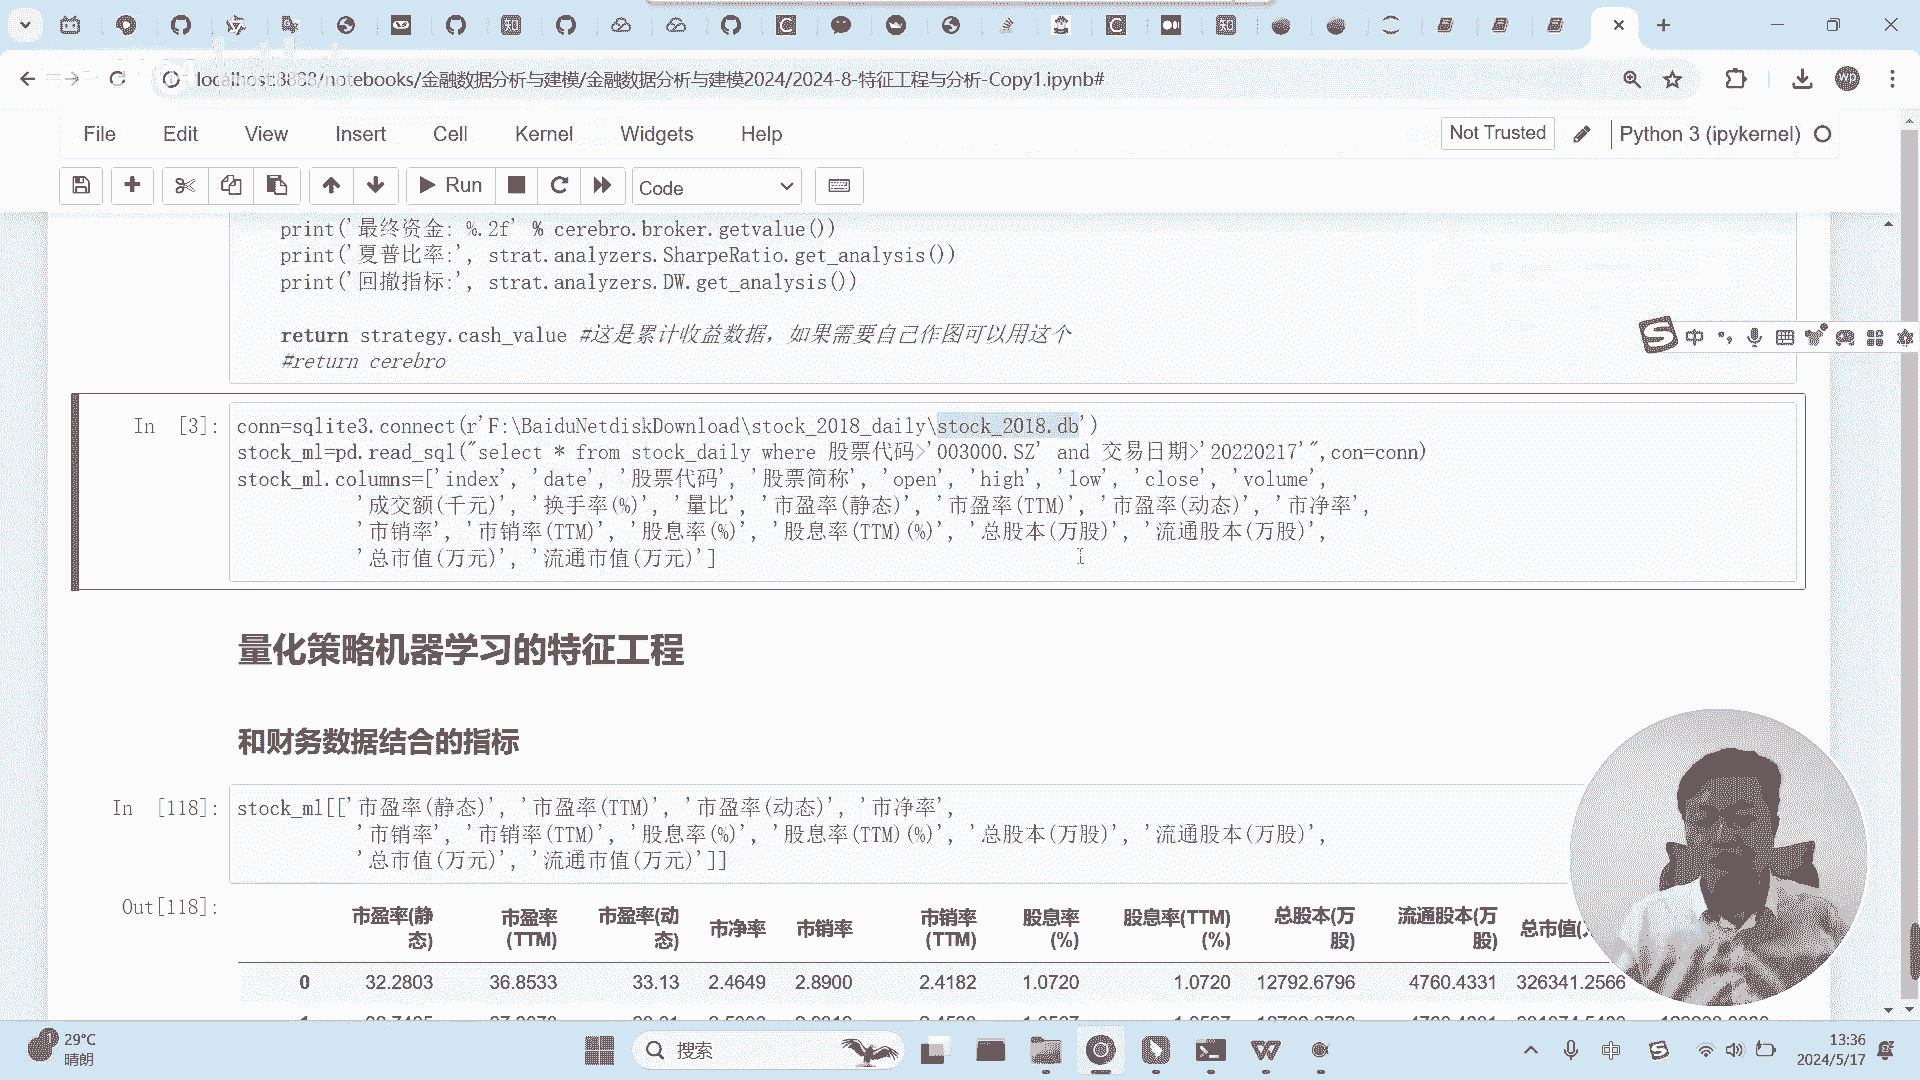 localhost:8888/notebooks/金融数据分析与建模/金融数据分析与建模2024/2024-8-特征工程与分析-Copy1.ipynb#
wp
File Edit View Insert Cell Kernel Widgets Help
Not Trusted
Python 3 (ipykernel)
Run
Code
print('最终资金: %.2f' % cerebro.broker.getvalue())
print('夏普比率:', strat.analyzers.SharpeRatio.get_analysis())
print('回撤指标:', strat.analyzers.DW.get_analysis())
return strategy.cash_value #这是累计收益数据，如果需要自己作图可以用这个
#return cerebro
中
In [3]:
conn=sqlite3.connect(r'F:\BaiduNetdiskDownload\stock_2018_daily\stock_2018.db')
stock_ml=pd.read_sql("select * from stock_daily where 股票代码>'003000.SZ' and 交易日期>'20220217'",con=conn)
stock_ml.columns=['index', 'date', '股票代码', '股票简称', 'open', 'high', 'low', 'close', 'volume',
'成交额(千元)', '换手率(%)', '量比', '市盈率(静态)', '市盈率(TTM)', '市盈率(动态)', '市净率',
'市销率', '市销率(TTM)', '股息率(%)', '股息率(TTM)(%)', '总股本(万股)', '流通股本(万股)',
'总市值(万元)', '流通市值(万元)']
量化策略机器学习的特征工程
和财务数据结合的指标
In [118]:
stock_ml[['市盈率(静态)', '市盈率(TTM)', '市盈率(动态)', '市净率',
'市销率', '市销率(TTM)', '股息率(%)', '股息率(TTM)(%)', '总股本(万股)', '流通股本(万股)',
'总市值(万元)', '流通市值(万元)']]
Out[118]:
市盈率(静态) 市盈率(TTM) 市盈率(动态) 市净率 市销率 市销率(TTM) 股息率(%) 股息率(TTM)(%) 总股本(万股) 流通股本(万股) 总市值(
0 32.2803 36.8533 33.13 2.4649 2.8900 2.4182 1.0720 1.0720 12792.6796 4760.4331 326341.2566
29°C
晴朗
搜索
中
13:36
2024/5/17